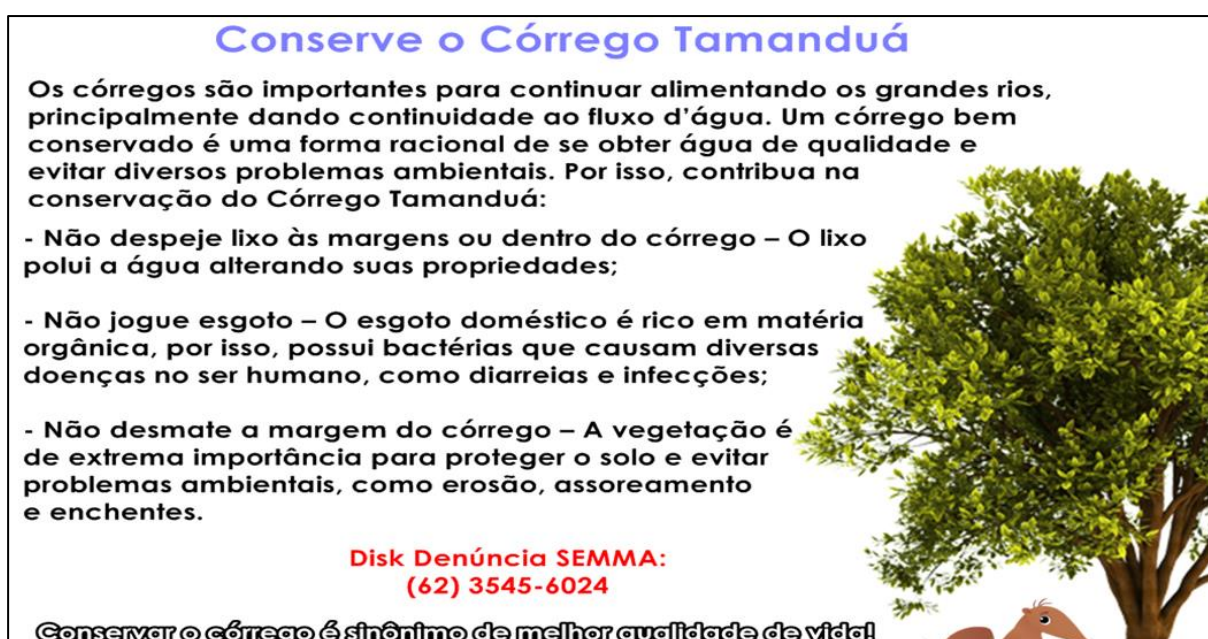 Conserve o Córrego Tamanduá
Os córregos são importantes para continuar alimentando os grandes rios,
principalmente dando continuidade ao fluxo d'água. Um córrego bem
conservado é uma forma racional de se obter água de qualidade e
evitar diversos problemas ambientais. Por isso, contribua na
conservação do Córrego Tamanduá:
- Não despeje lixo às margens ou dentro do córrego – O lixo
polui a água alterando suas propriedades;
- Não jogue esgoto – O esgoto doméstico é rico em matéria
orgânica, por isso, possui bactérias que causam diversas
doenças no ser humano, como diarreias e infecções;
- Não desmate a margem do córrego – A vegetação é
de extrema importância para proteger o solo e evitar
problemas ambientais, como erosão, assoreamento
e enchentes.
Disk Denúncia SEMMA:
(62) 3545-6024
Conservar o córrego é sinônimo de melhor qualidade de vida!